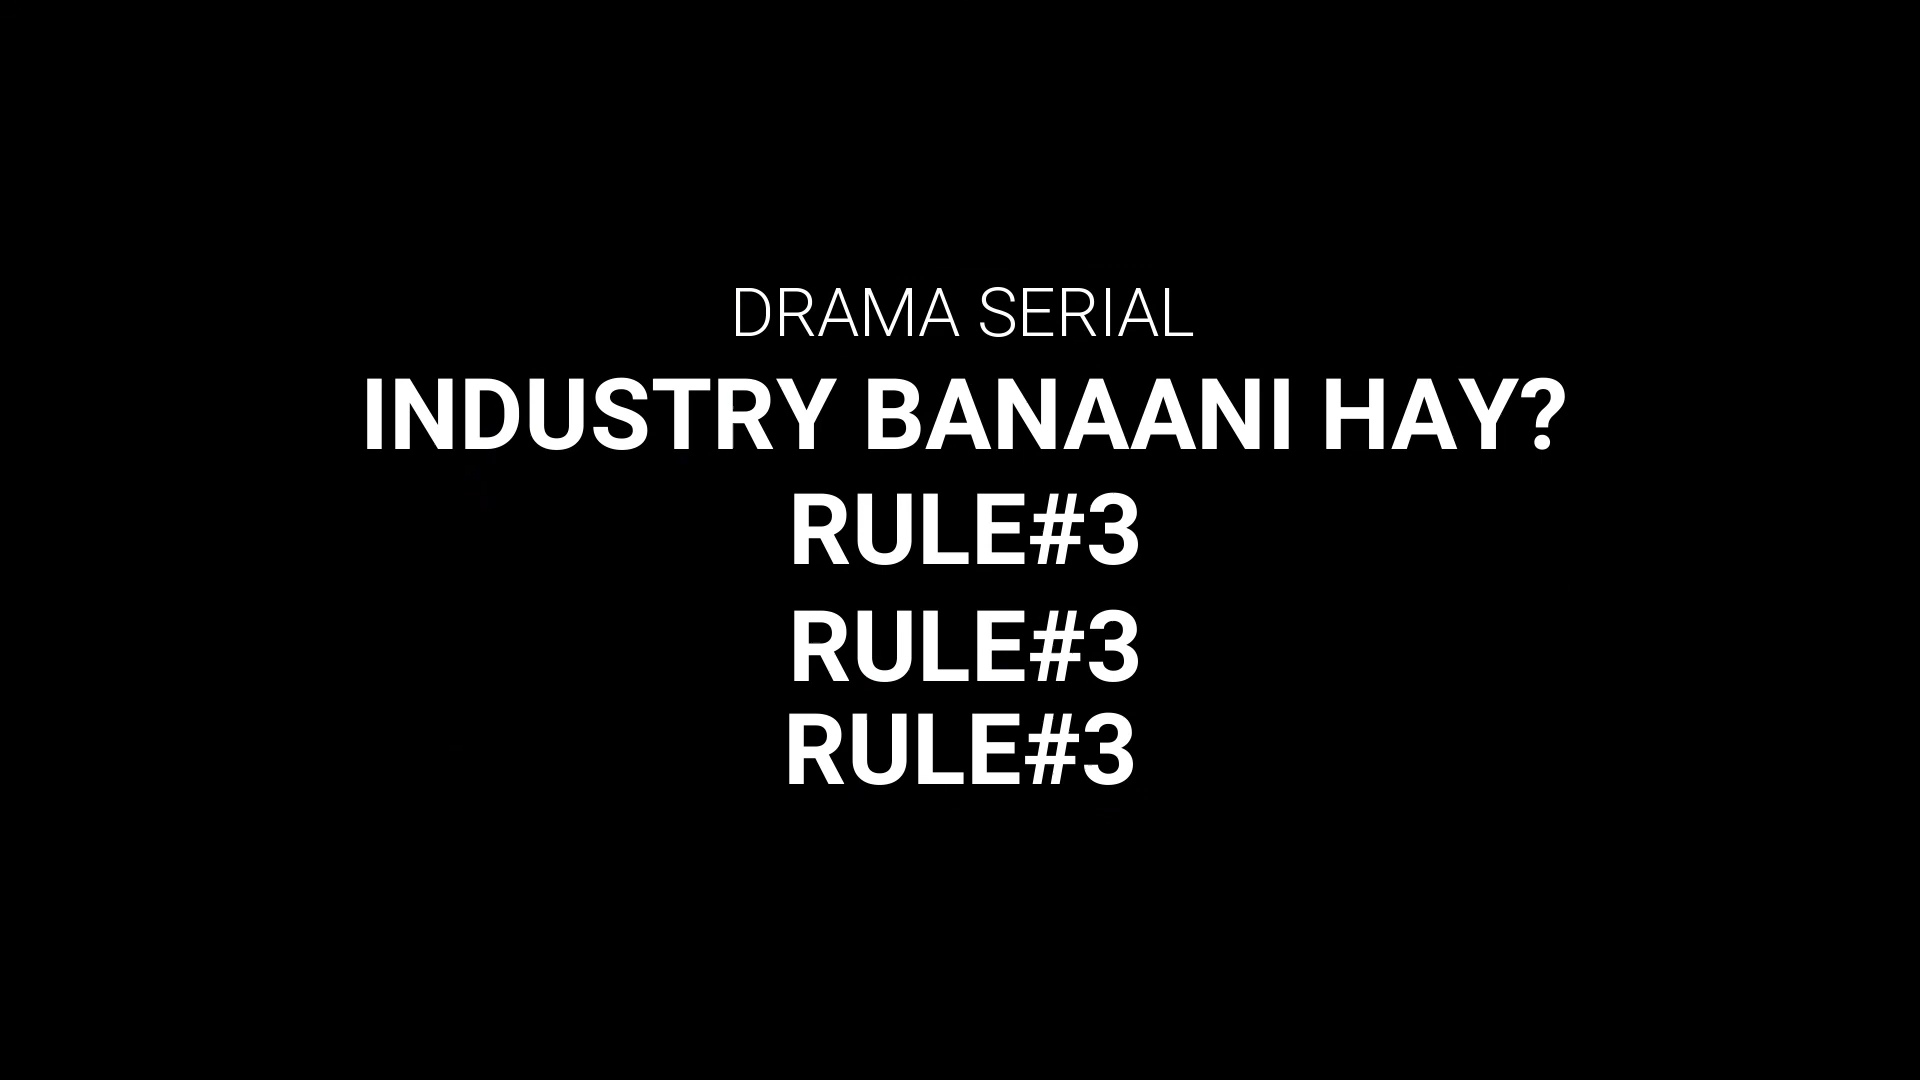 DRAMA SERIAL
INDUSTRY BANAANI HAY?
RULE#3
RULE#3
RULE#3